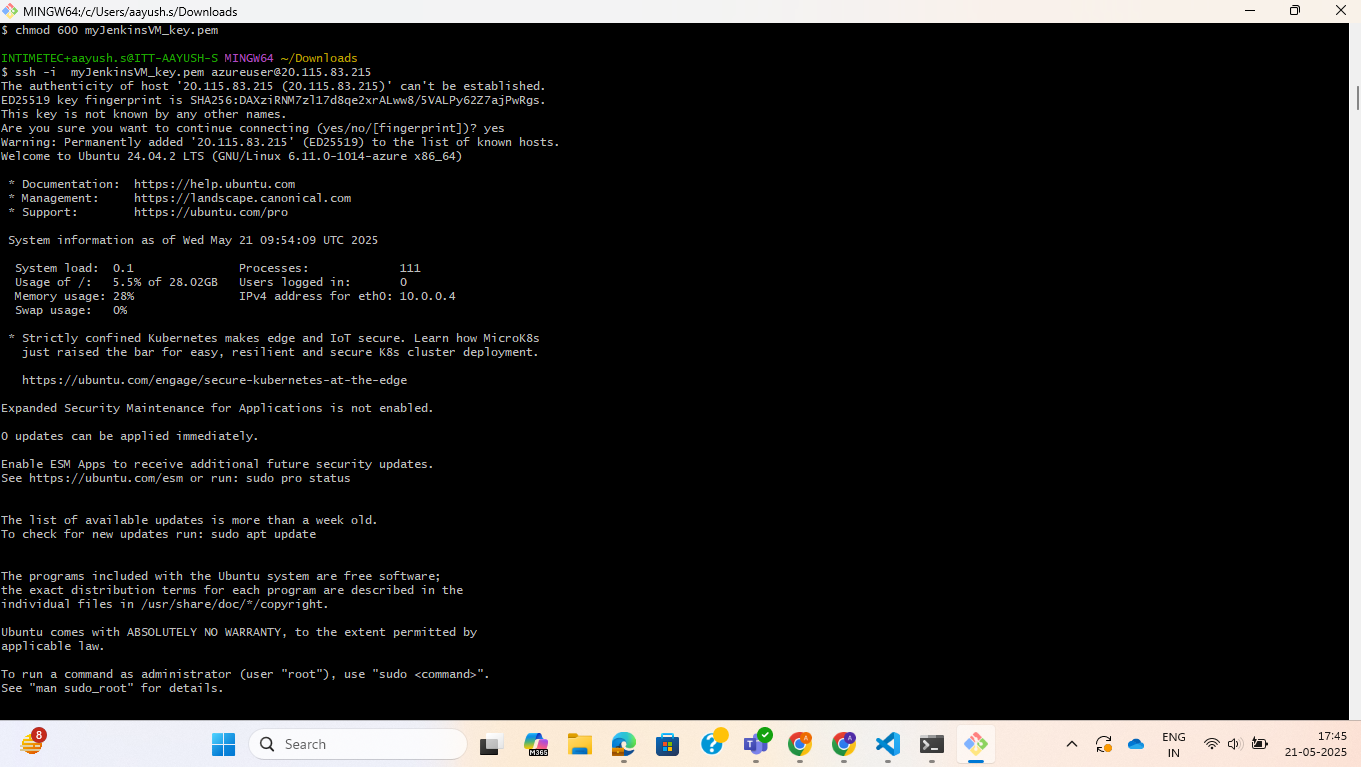 MINGW64:/c/Users/aayush.s/Downloads
$ chmod 600 myJenkinsVM_key.pem
INTIMETEC+aayush.s@ITT-AAYUSH-S MINGW64 ~/Downloads
$ ssh -i  myJenkinsVM_key.pem azureuser@20.115.83.215
The authenticity of host '20.115.83.215 (20.115.83.215)' can't be established.
ED25519 key fingerprint is SHA256:DAXziRNM7zl17d8qe2xrALww8/5VALPy62Z7ajPwRgs.
This key is not known by any other names.
Are you sure you want to continue connecting (yes/no/[fingerprint])? yes
Warning: Permanently added '20.115.83.215' (ED25519) to the list of known hosts.
Welcome to Ubuntu 24.04.2 LTS (GNU/Linux 6.11.0-1014-azure x86_64)
* Documentation:  https://help.ubuntu.com
* Management:     https://landscape.canonical.com
* Support:        https://ubuntu.com/pro
System information as of Wed May 21 09:54:09 UTC 2025
System load:  0.1               Processes:             111
Usage of /:   5.5% of 28.02GB   Users logged in:       0
Memory usage: 28%               IPv4 address for eth0: 10.0.0.4
Swap usage:   0%
* Strictly confined Kubernetes makes edge and IoT secure. Learn how MicroK8s
just raised the bar for easy, resilient and secure K8s cluster deployment.
https://ubuntu.com/engage/secure-kubernetes-at-the-edge
Expanded Security Maintenance for Applications is not enabled.
0 updates can be applied immediately.
Enable ESM Apps to receive additional future security updates.
See https://ubuntu.com/esm or run: sudo pro status
The list of available updates is more than a week old.
To check for new updates run: sudo apt update
The programs included with the Ubuntu system are free software;
the exact distribution terms for each program are described in the
individual files in /usr/share/doc/*/copyright.
Ubuntu comes with ABSOLUTELY NO WARRANTY, to the extent permitted by
applicable law.
To run a command as administrator (user "root"), use "sudo <command>".
See "man sudo_root" for details.
8
Search
M365
ENG
IN
17:45
21-05-2025